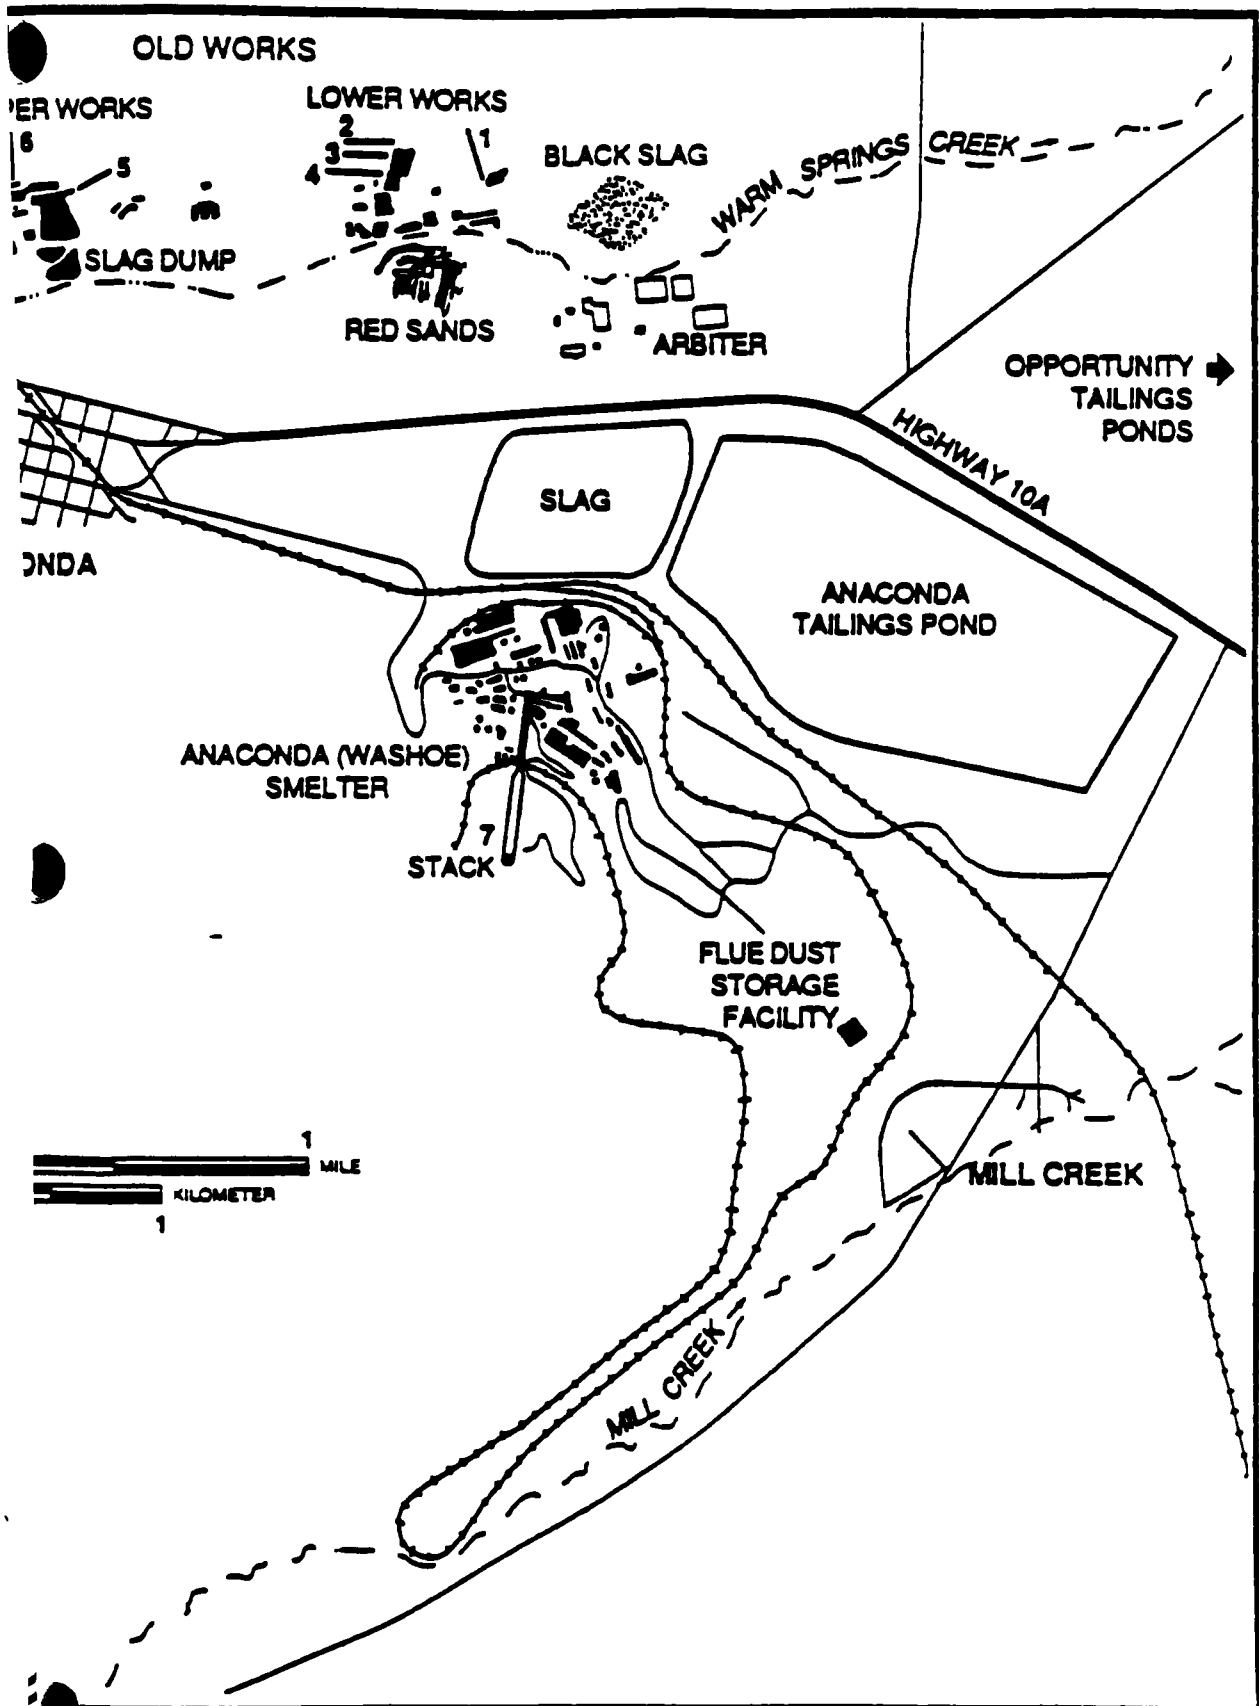 OLD WORKS
PER WORKS
6
5
LOWER WORKS
2
3
4
1
BLACK SLAG
WARM SPRINGS CREEK
SLAG DUMP
RED SANDS
ARBITER
OPPORTUNITY
TAILINGS
PONDS
HIGHWAY 10A
SLAG
ONDA
ANACONDA
TAILINGS POND
ANACONDA (WASHOE)
SMELTER
7
STACK
FLUE DUST
STORAGE
FACILITY
1
MILE
KILOMETER
1
MILL CREEK
MILL CREEK